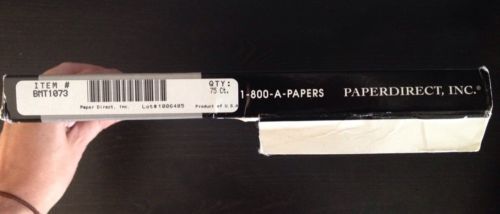 ITEM #
BMT1073
QTY:
75 Ct.
Paper Direct, Inc. Lot#1006485 Product of U.S.A
1-800-A-PAPERS PAPERDIRECT, INC.®